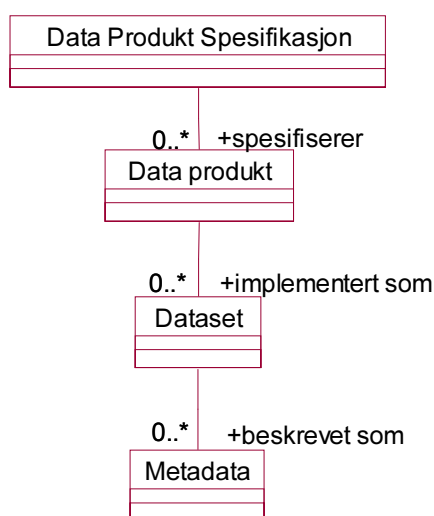 Data Produkt Spesifikasjon
0..* +spesifiserer
Data produkt
0..* +implementert som
Dataset
0..* +beskrevet som
Metadata